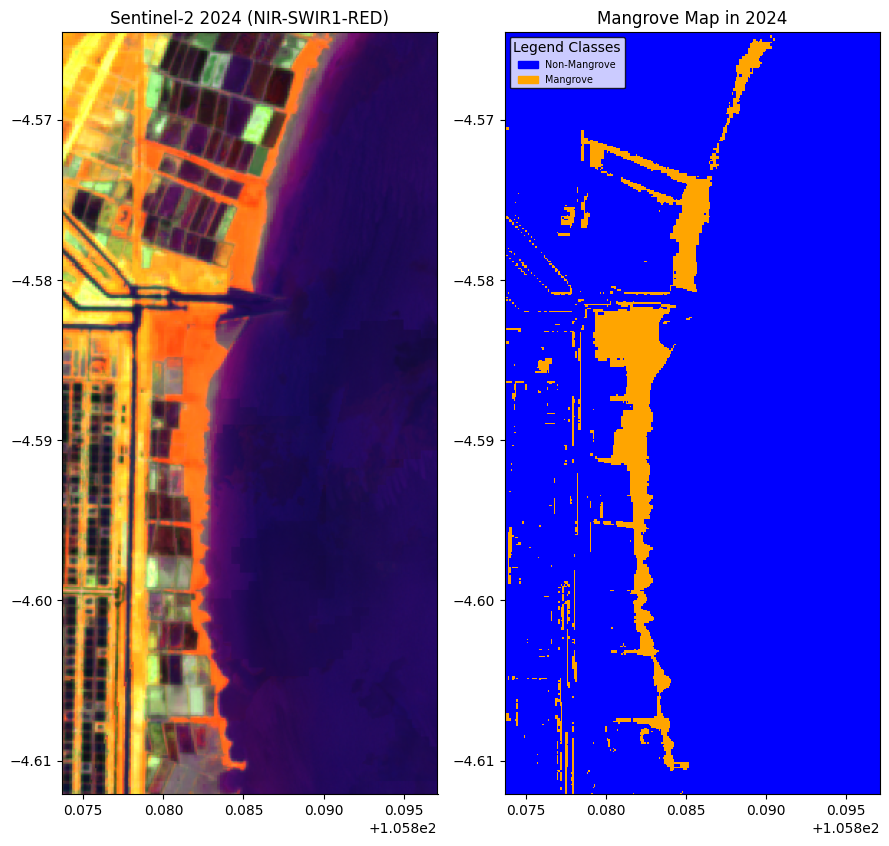 Sentinel-2 2024 (NIR-SWIR1-RED)
−4.57
−4.58
−4.59
−4.60
−4.61
0.075 0.080 0.085 0.090 0.095
+1.058e2
Mangrove Map in 2024
Legend Classes
Non-Mangrove
Mangrove
−4.57
−4.58
−4.59
−4.60
−4.61
0.075 0.080 0.085 0.090 0.095
+1.058e2